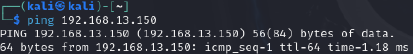 (kali㉿kali)-[~]
$ ping 192.168.13.150
PING 192.168.13.150 (192.168.13.150) 56(84) bytes of data.
64 bytes from 192.168.13.150: icmp_seq=1 ttl=64 time=1.18 ms